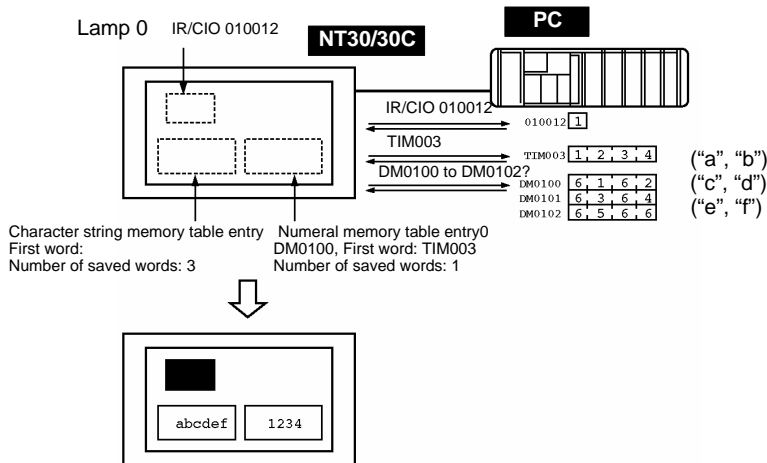 Lamp 0 IR/CIO 010012
NT30/30C
PC
IR/CIO 010012
010012 1
TIM003
TIM003 1 2 3 4 (“a”, “b”)
DM0100 to DM0102?
DM0100 6 1 6 2 (“c”, “d”)
DM0101 6 3 6 4 (“e”, “f”)
DM0102 6 5 6 6
Character string memory table entry
First word:
Number of saved words: 3
Numeral memory table entry0
DM0100, First word: TIM003
Number of saved words: 1
abcdef
1234